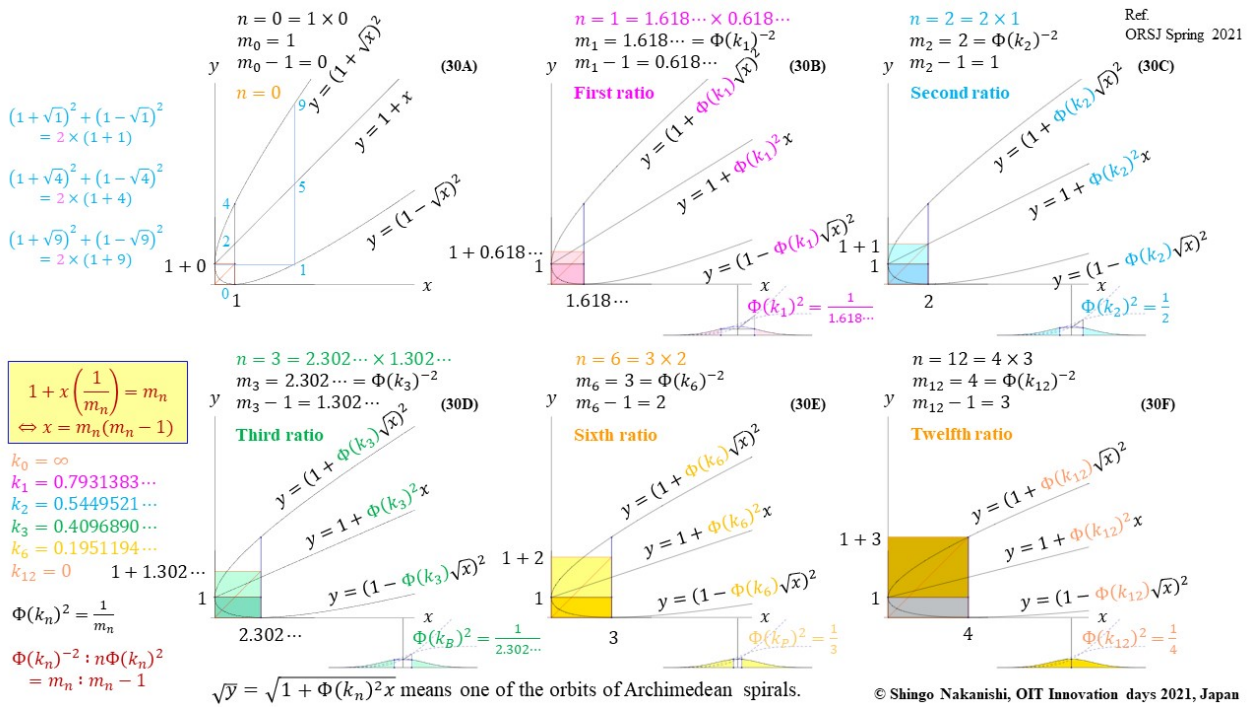 n = 0 = 1 × 0
m₀ = 1
m₀ − 1 = 0
(30A)
n = 0
y
y = (1 + √x)²
y = 1 + x
y = (1 − √x)²
9
5
4
2
1
0
1 + 0
1
x
n = 1 = 1.618⋯ × 0.618⋯
m₁ = 1.618⋯ = Φ(k₁)⁻²
m₁ − 1 = 0.618⋯
(30B)
First ratio
y
y = (1 + Φ(k₁)√x)²
y = 1 + Φ(k₁)²x
y = (1 − Φ(k₁)√x)²
1 + 0.618⋯
1
1.618⋯
Φ(k₁)² = 1/1.618⋯
n = 2 = 2 × 1
m₂ = 2 = Φ(k₂)⁻²
m₂ − 1 = 1
(30C)
Second ratio
Ref.
ORSJ Spring 2021
y
y = (1 + Φ(k₂)√x)²
y = 1 + Φ(k₂)²x
y = (1 − Φ(k₂)√x)²
1 + 1
1
2
x
Φ(k₂)² = 1/2
(1 + √1)² + (1 − √1)²
= 2 × (1 + 1)
(1 + √4)² + (1 − √4)²
= 2 × (1 + 4)
(1 + √9)² + (1 − √9)²
= 2 × (1 + 9)
1 + x(1/mₙ) = mₙ
⇔ x = mₙ(mₙ − 1)
k₀ = ∞
k₁ = 0.7931383⋯
k₂ = 0.5449521⋯
k₃ = 0.4096890⋯
k₆ = 0.1951194⋯
k₁₂ = 0
Φ(kₙ)² = 1/mₙ
Φ(kₙ)⁻² : nΦ(kₙ)²
= mₙ : mₙ − 1
n = 3 = 2.302⋯ × 1.302⋯
m₃ = 2.302⋯ = Φ(k₃)⁻²
m₃ − 1 = 1.302⋯
(30D)
Third ratio
y
y = (1 + Φ(k₃)√x)²
y = 1 + Φ(k₃)²x
y = (1 − Φ(k₃)√x)²
1 + 1.302⋯
1
2.302⋯
x
Φ(k_B)² = 1/2.302⋯
n = 6 = 3 × 2
m₆ = 3 = Φ(k₆)⁻²
m₆ − 1 = 2
(30E)
Sixth ratio
y
y = (1 + Φ(k₆)√x)²
y = 1 + Φ(k₆)²x
y = (1 − Φ(k₆)√x)²
1 + 2
1
3
x
= 1/3
n = 12 = 4 × 3
m₁₂ = 4 = Φ(k₁₂)⁻²
m₁₂ − 1 = 3
(30F)
Twelfth ratio
y
y = (1 + Φ(k₁₂)√x)²
y = 1 + Φ(k₁₂)²x
y = (1 − Φ(k₁₂)√x)²
1 + 3
1
4
x
Φ(k₁₂)² = 1/4
√y = √(1 + Φ(kₙ)²x) means one of the orbits of Archimedean spirals.
© Shingo Nakanishi, OIT Innovation days 2021, Japan